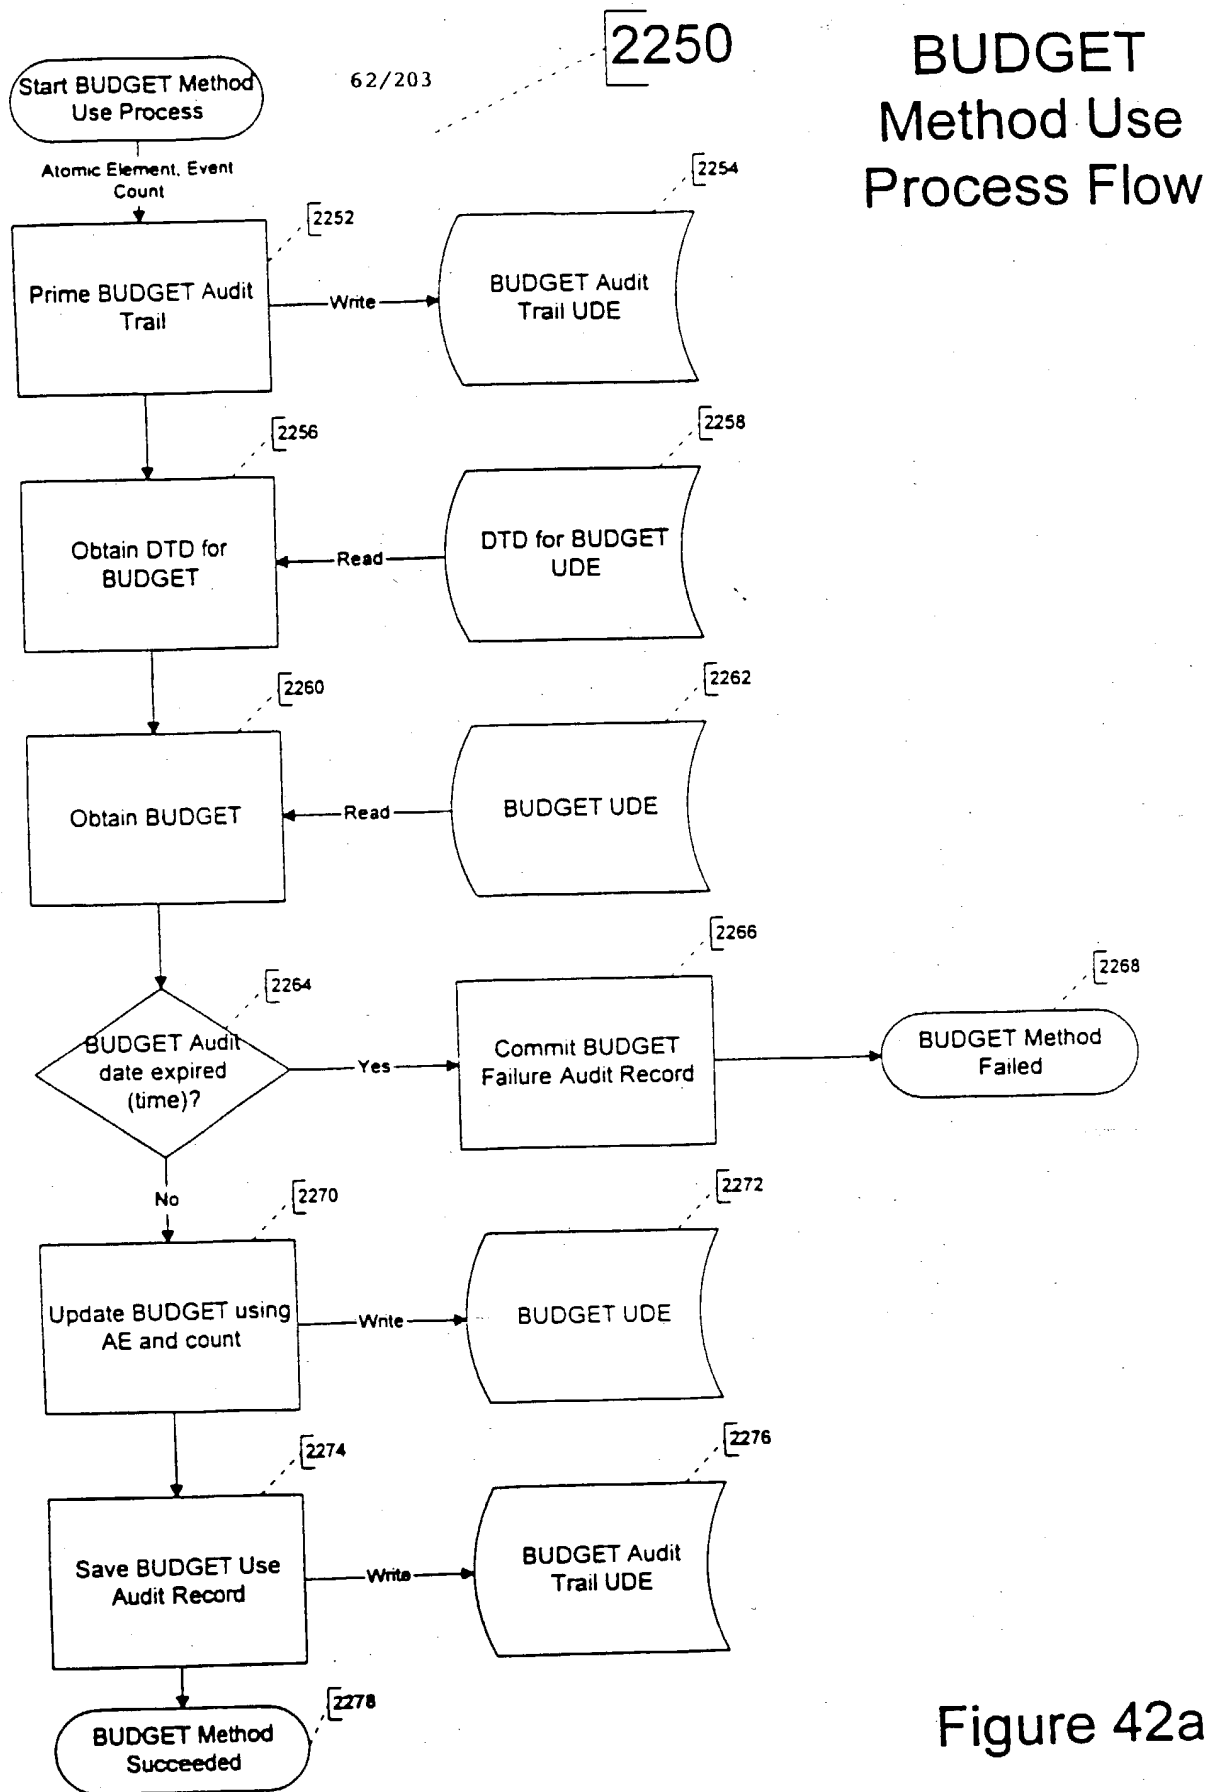 2250
BUDGET
Method Use
Process Flow
62/203
Start BUDGET Method
Use Process
Atomic Element, Event
Count
2252
2254
Prime BUDGET Audit
Trail
Write
BUDGET Audit
Trail UDE
2256
2258
Obtain DTD for
BUDGET
Read
DTD for BUDGET
UDE
2260
2262
Obtain BUDGET
Read
BUDGET UDE
2264
2266
2268
BUDGET Audit
date expired
(time)?
Yes
Commit BUDGET
Failure Audit Record
BUDGET Method
Failed
No
2270
2272
Update BUDGET using
AE and count
Write
BUDGET UDE
2274
2276
Save BUDGET Use
Audit Record
Write
BUDGET Audit
Trail UDE
2278
BUDGET Method
Succeeded
Figure 42a